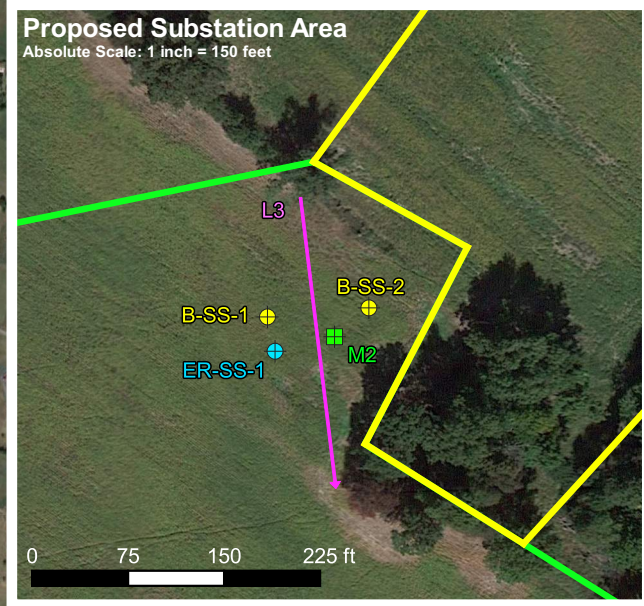 Proposed Substation Area
Absolute Scale: 1 inch = 150 feet
L3
B-SS-2
B-SS-1
M2
ER-SS-1
0 75 150 225 ft